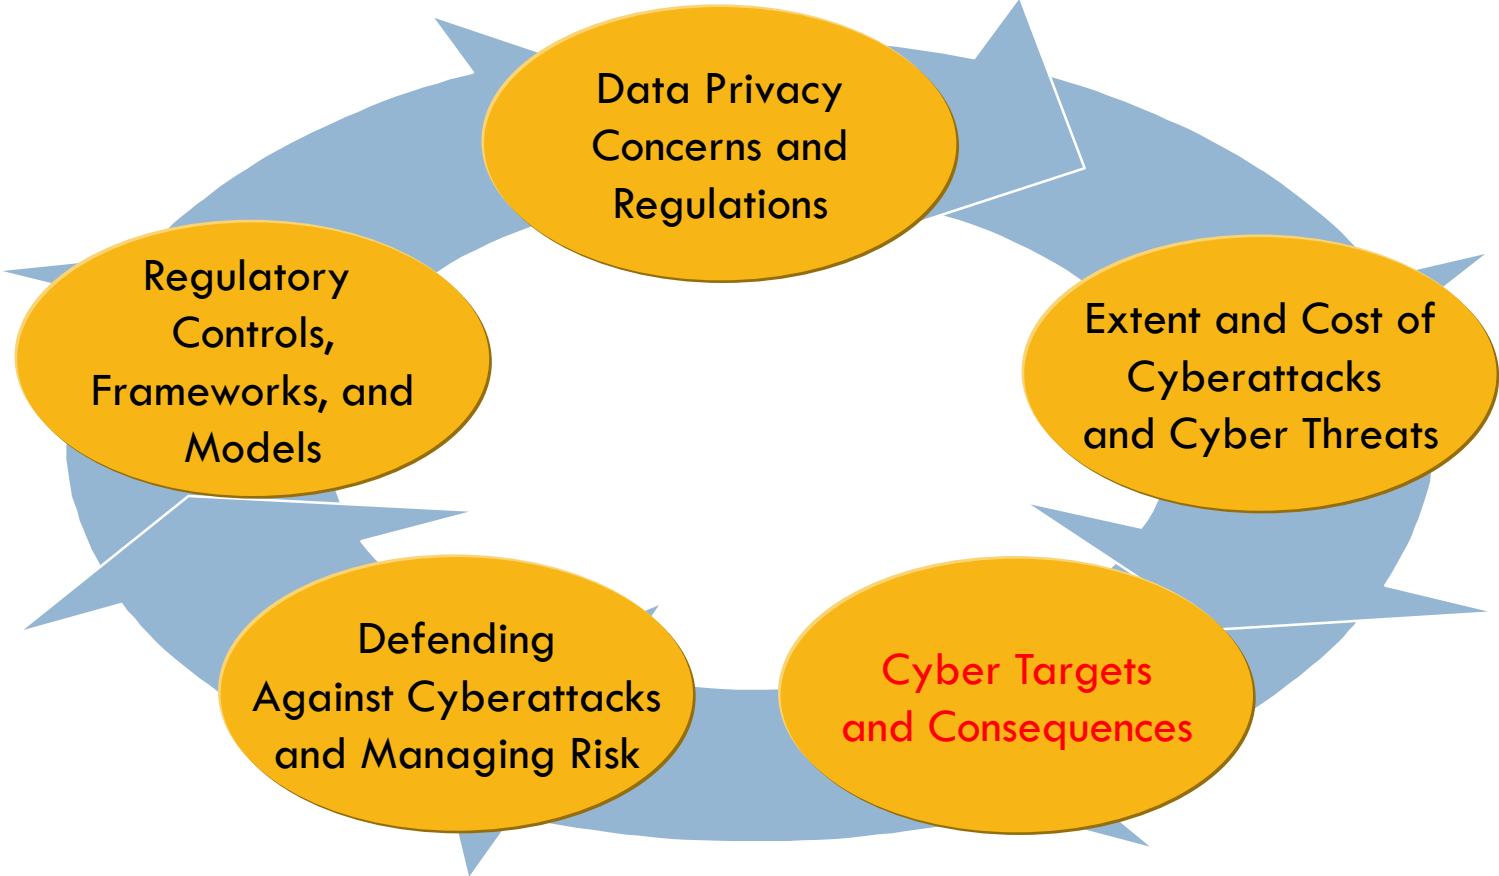 Data Privacy
Concerns and
Regulations
Extent and Cost of
Cyberattacks
and Cyber Threats
Cyber Targets
and Consequences
Defending
Against Cyberattacks
and Managing Risk
Regulatory
Controls,
Frameworks, and
Models